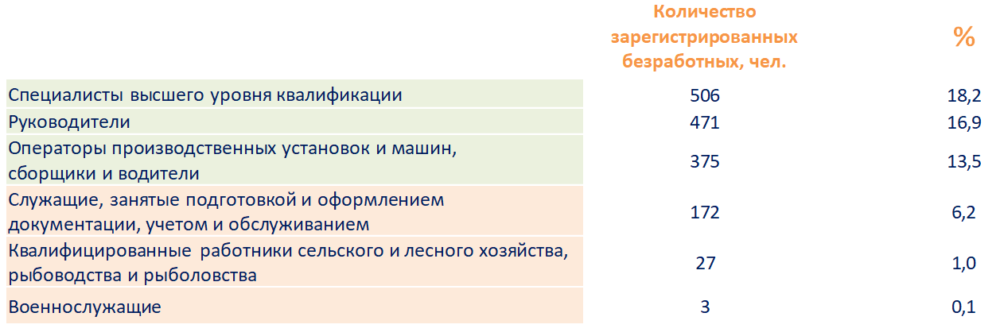 Количество
зарегистрированных
безработных, чел.
%
Специалисты высшего уровня квалификации 506 18,2
Руководители 471 16,9
Операторы производственных установок и машин,
сборщики и водители 375 13,5
Служащие, занятые подготовкой и оформлением
документации, учетом и обслуживанием 172 6,2
Квалифицированные работники сельского и лесного хозяйства,
рыбоводства и рыболовства 27 1,0
Военнослужащие 3 0,1